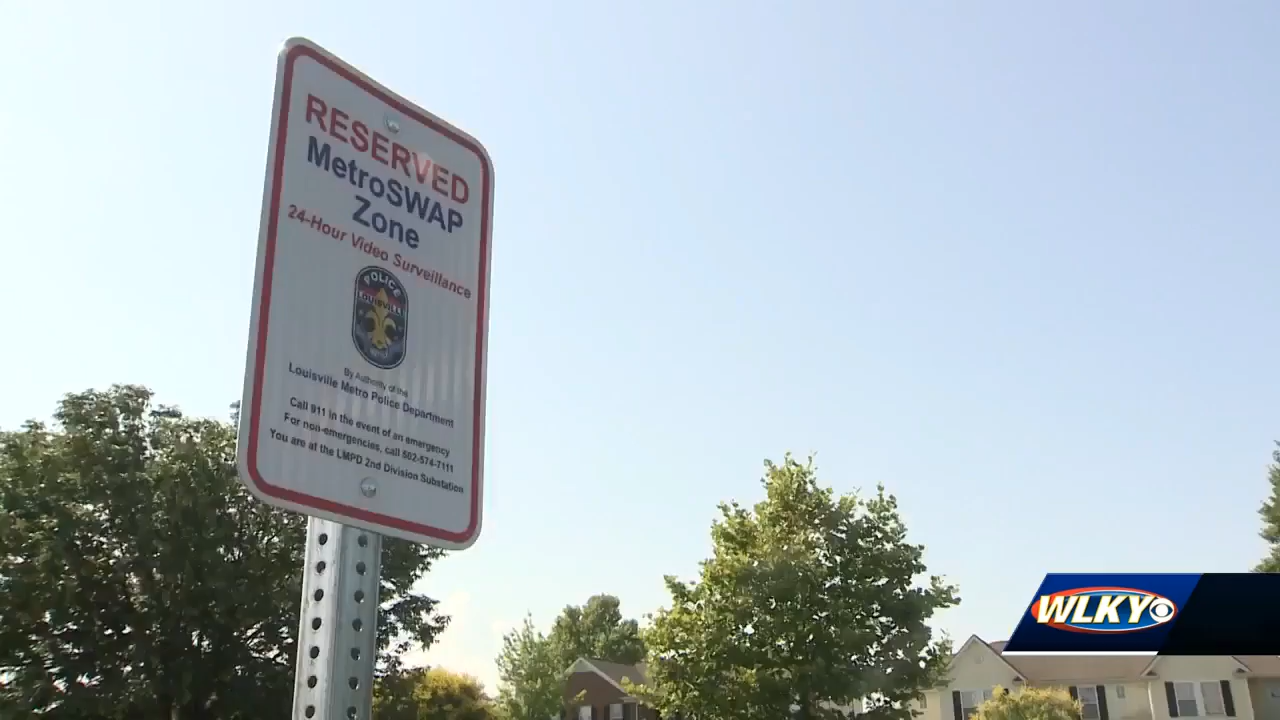 RESERVED
MetroSWAP
Zone
24-Hour Video Surveillance
POLICE
LOUISVILLE
By Authority of the
Louisville Metro Police Department
Call 911 in the event of an emergency
For non-emergencies, call 502-574-7111
You are at the LMPD 2nd Division Substation
WLKY